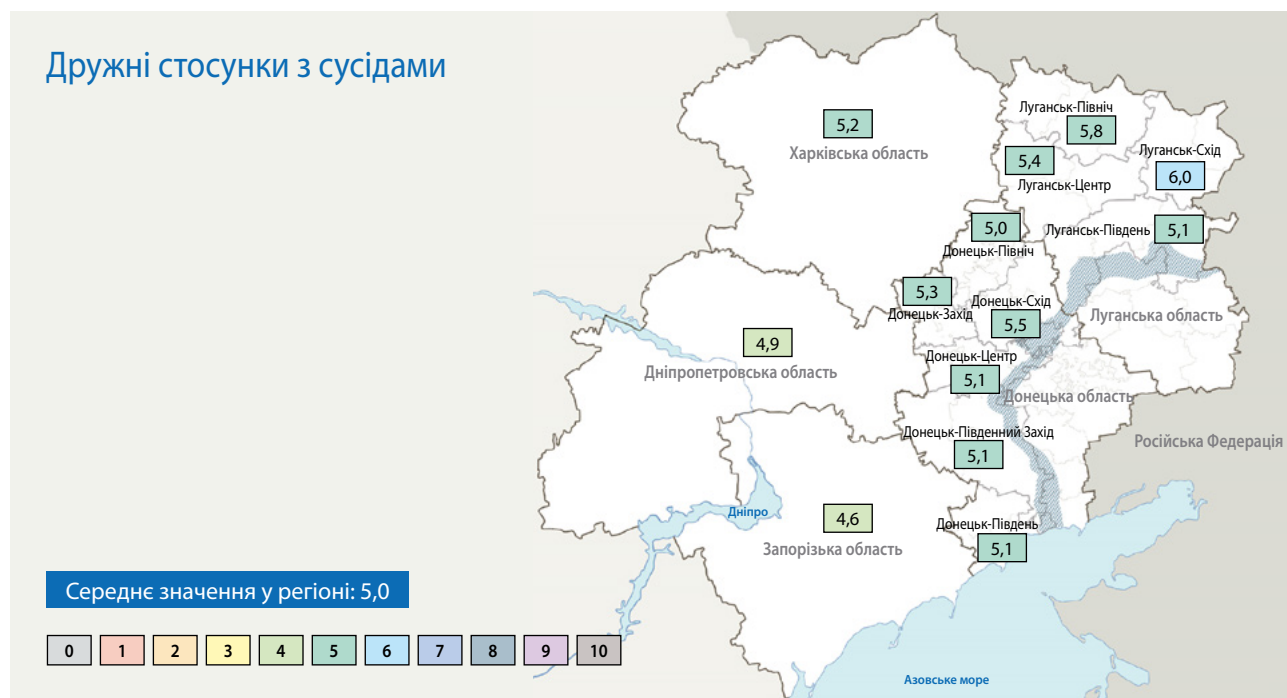 Дружні стосунки з сусідами
5,2
Харківська область
Луганськ-Північ
5,8
5,4
Луганськ-Центр
Луганськ-Схід
6,0
5,0
Донецьк-Північ
Луганськ-Південь
5,1
5,3
Донецьк-Захід
Донецьк-Схід
5,5
Луганська область
4,9
Дніпропетровська область
Донецьк-Центр
5,1
Донецька область
Донецьк-Південний Захід
5,1
Російська Федерація
Дніпро
4,6
Запорізька область
Донецьк-Південь
5,1
Середнє значення у регіоні: 5,0
0 1 2 3 4 5 6 7 8 9 10
Азовське море